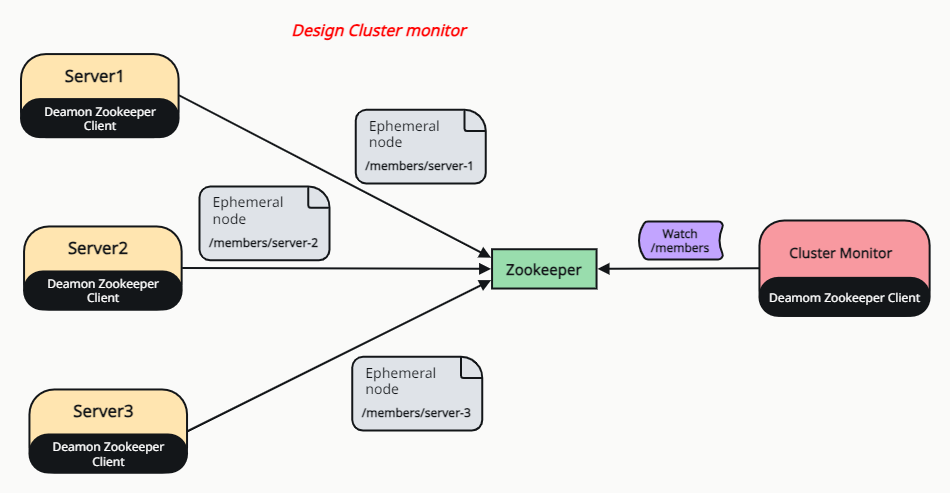 Design Cluster monitor
Server1
Deamon Zookeeper
Client
Ephemeral
node
/members/server-1
Ephemeral
node
/members/server-2
Server2
Deamon Zookeeper
Client
Zookeeper
Watch
/members
Cluster Monitor
Deamom Zookeeper Client
Ephemeral
node
/members/server-3
Server3
Deamon Zookeeper
Client